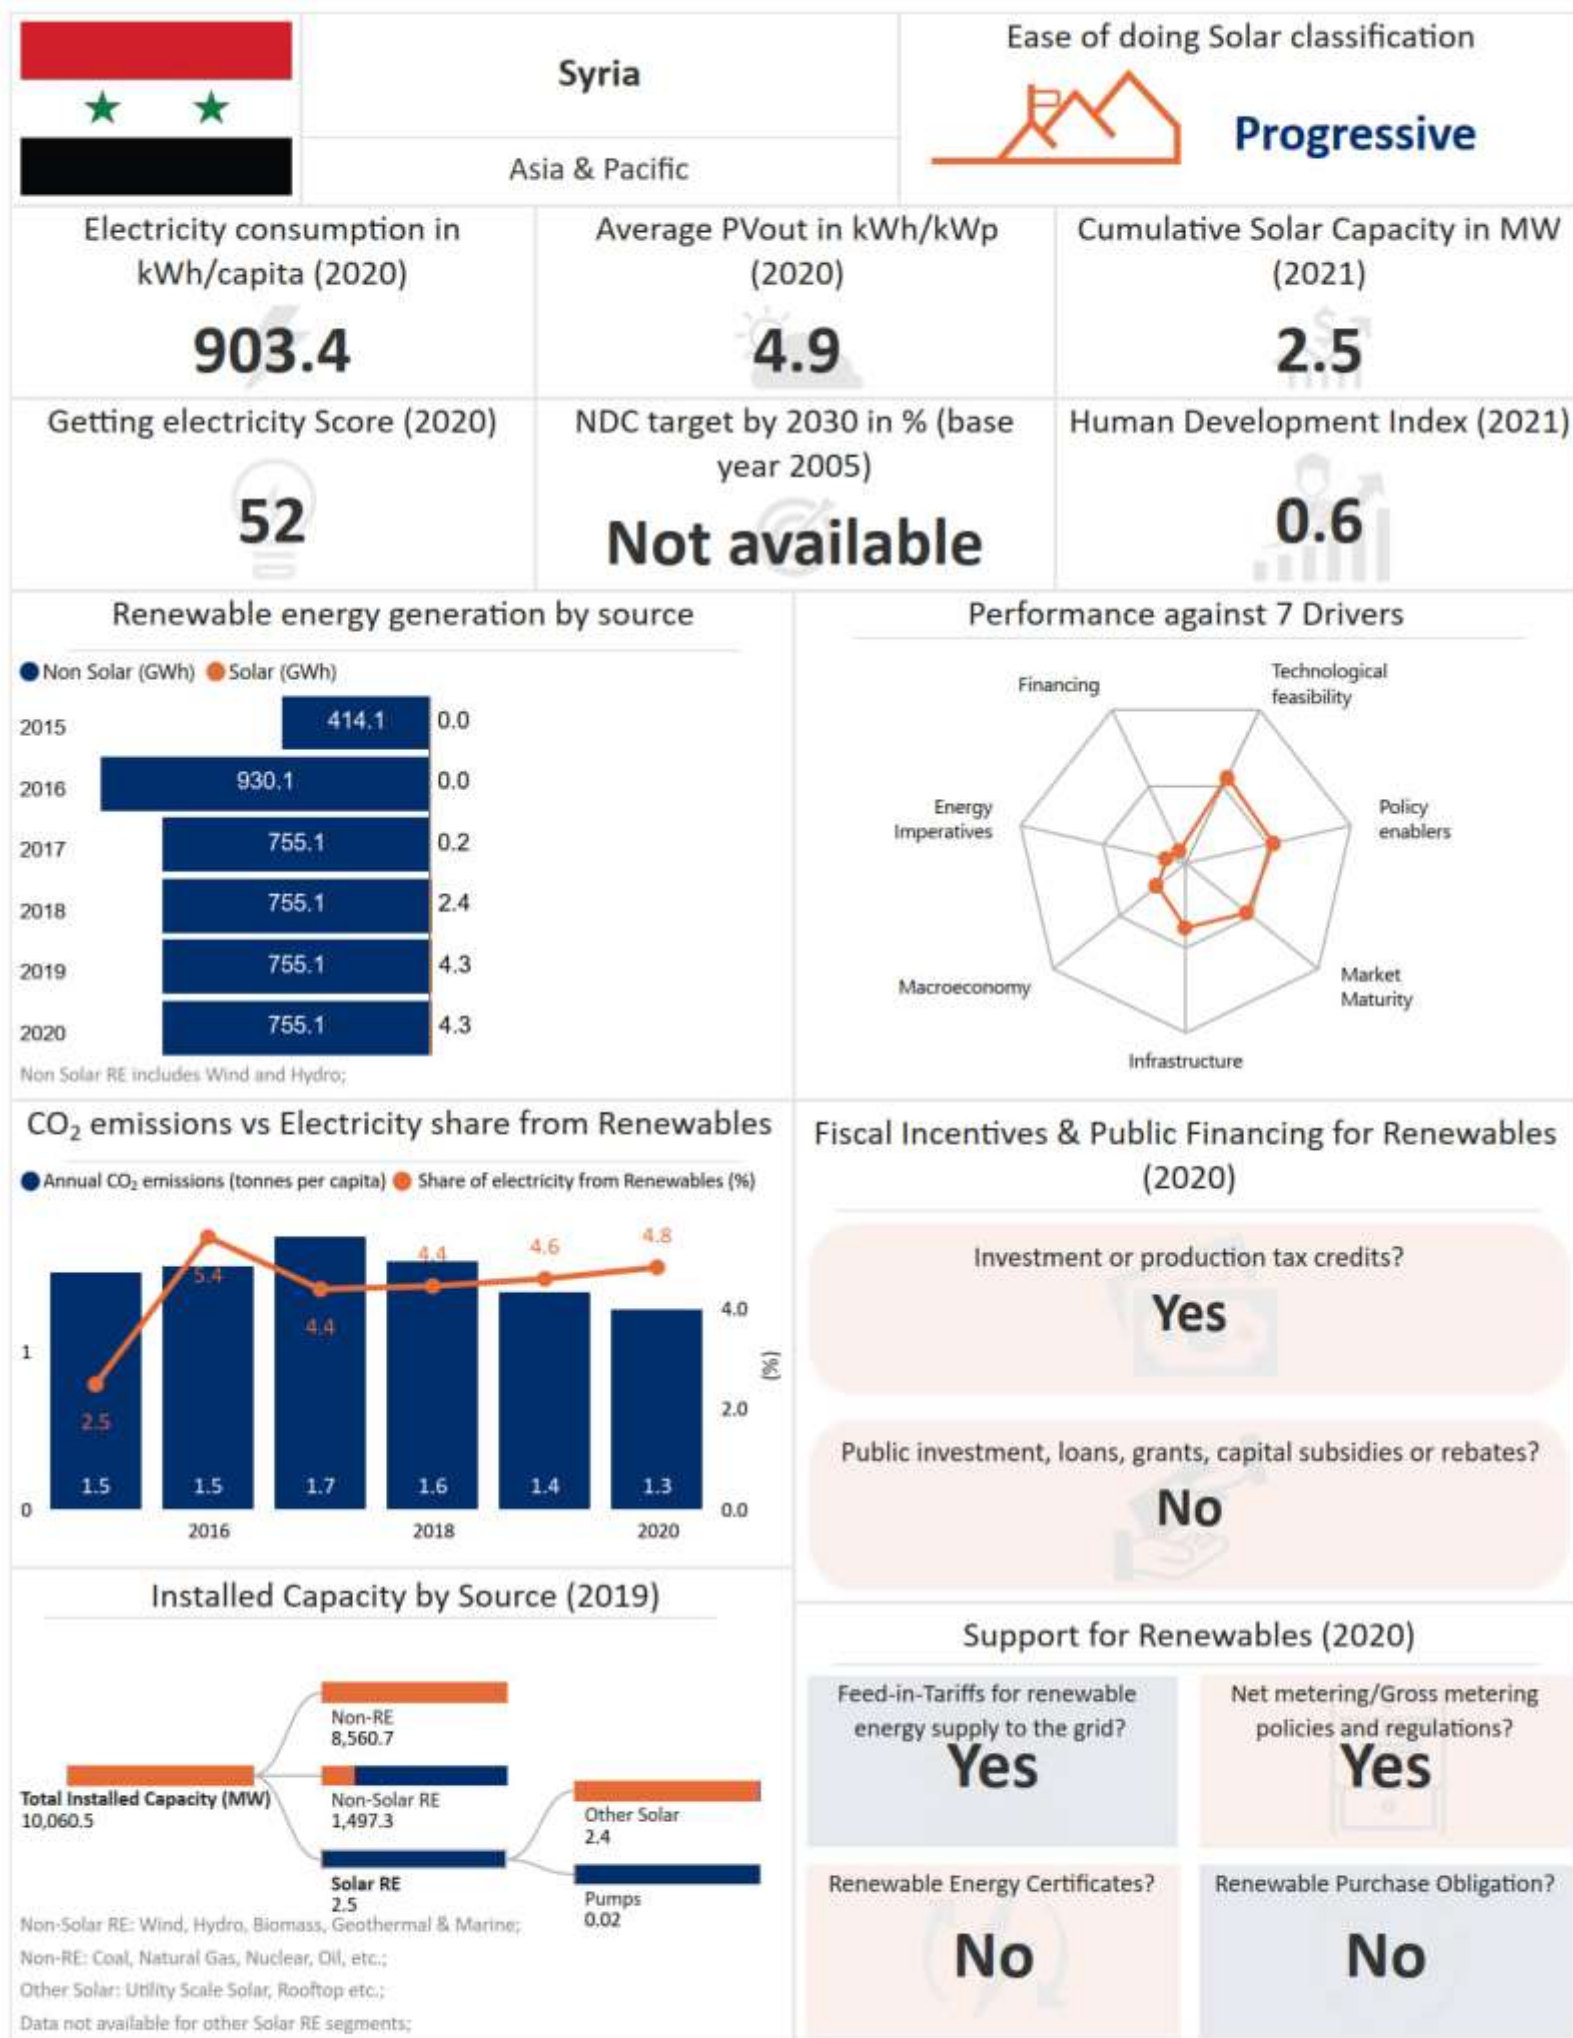 Syria
Asia & Pacific
Ease of doing Solar classification
Progressive
Electricity consumption in
kWh/capita (2020)
903.4
Average PVout in kWh/kWp
(2020)
4.9
Cumulative Solar Capacity in MW
(2021)
2.5
Getting electricity Score (2020)
52
NDC target by 2030 in % (base
year 2005)
Not available
Human Development Index (2021)
0.6
Renewable energy generation by source
Non Solar (GWh) Solar (GWh)
2015 414.1 0.0
2016 930.1 0.0
2017 755.1 0.2
2018 755.1 2.4
2019 755.1 4.3
2020 755.1 4.3
Non Solar RE includes Wind and Hydro;
Performance against 7 Drivers
Financing
Technological
feasibility
Energy
Imperatives
Policy
enablers
Macroeconomy
Market
Maturity
Infrastructure
CO₂ emissions vs Electricity share from Renewables
Annual CO₂ emissions (tonnes per capita) Share of electricity from Renewables (%)
4.4 4.6 4.8
5.4
4.4
4.0
1
(%)
2.5
2.0
1.5 1.5 1.7 1.6 1.4 1.3
0 0.0
2016 2018 2020
Fiscal Incentives & Public Financing for Renewables
(2020)
Investment or production tax credits?
Yes
Public investment, loans, grants, capital subsidies or rebates?
No
Installed Capacity by Source (2019)
Non-RE
8,560.7
Total Installed Capacity (MW)
10,060.5
Non-Solar RE
1,497.3
Other Solar
2.4
Solar RE
2.5
Pumps
0.02
Non-Solar RE: Wind, Hydro, Biomass, Geothermal & Marine;
Non-RE: Coal, Natural Gas, Nuclear, Oil, etc.;
Other Solar: Utility Scale Solar, Rooftop etc.;
Data not available for other Solar RE segments;
Support for Renewables (2020)
Feed-in-Tariffs for renewable
energy supply to the grid?
Yes
Net metering/Gross metering
policies and regulations?
Yes
Renewable Energy Certificates?
No
Renewable Purchase Obligation?
No